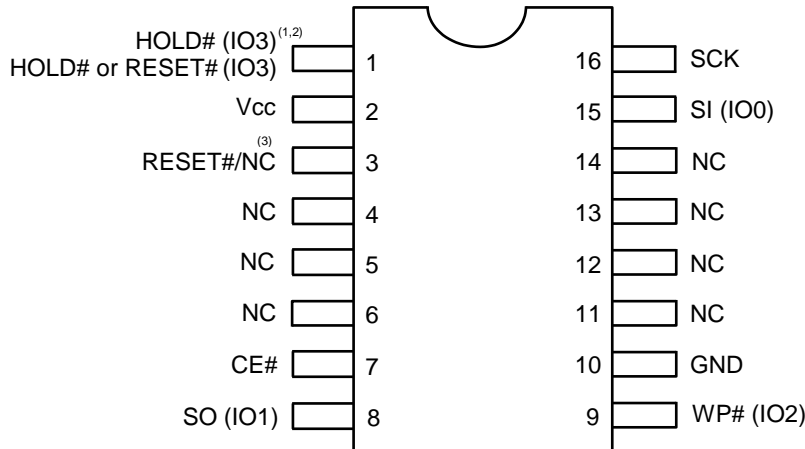 HOLD# (IO3)(1,2)
HOLD# or RESET# (IO3) 1 16 SCK
Vcc 2 15 SI (IO0)
RESET#/NC(3) 3 14 NC
NC 4 13 NC
NC 5 12 NC
NC 6 11 NC
CE# 7 10 GND
SO (IO1) 8 9 WP# (IO2)